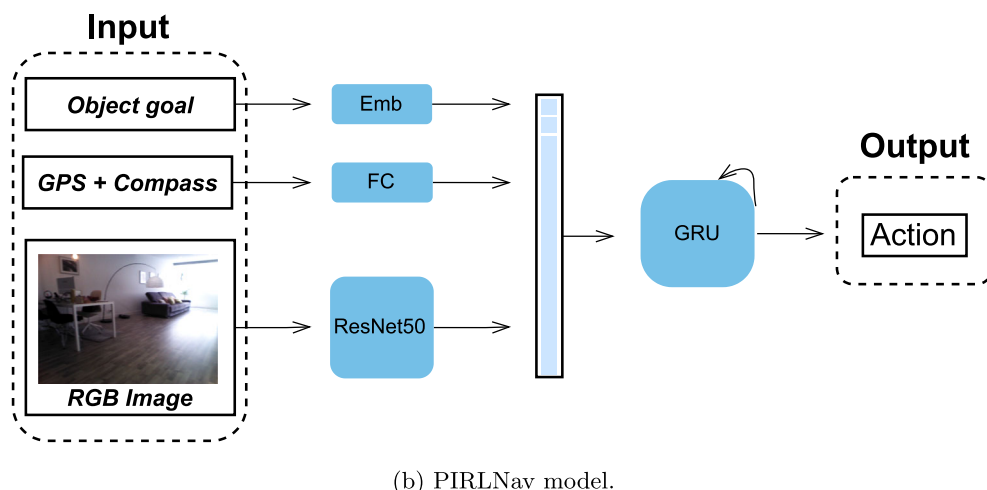 Input
Object goal
Emb
GPS + Compass
FC
Output
GRU
Action
ResNet50
RGB Image
(b) PIRLNav model.